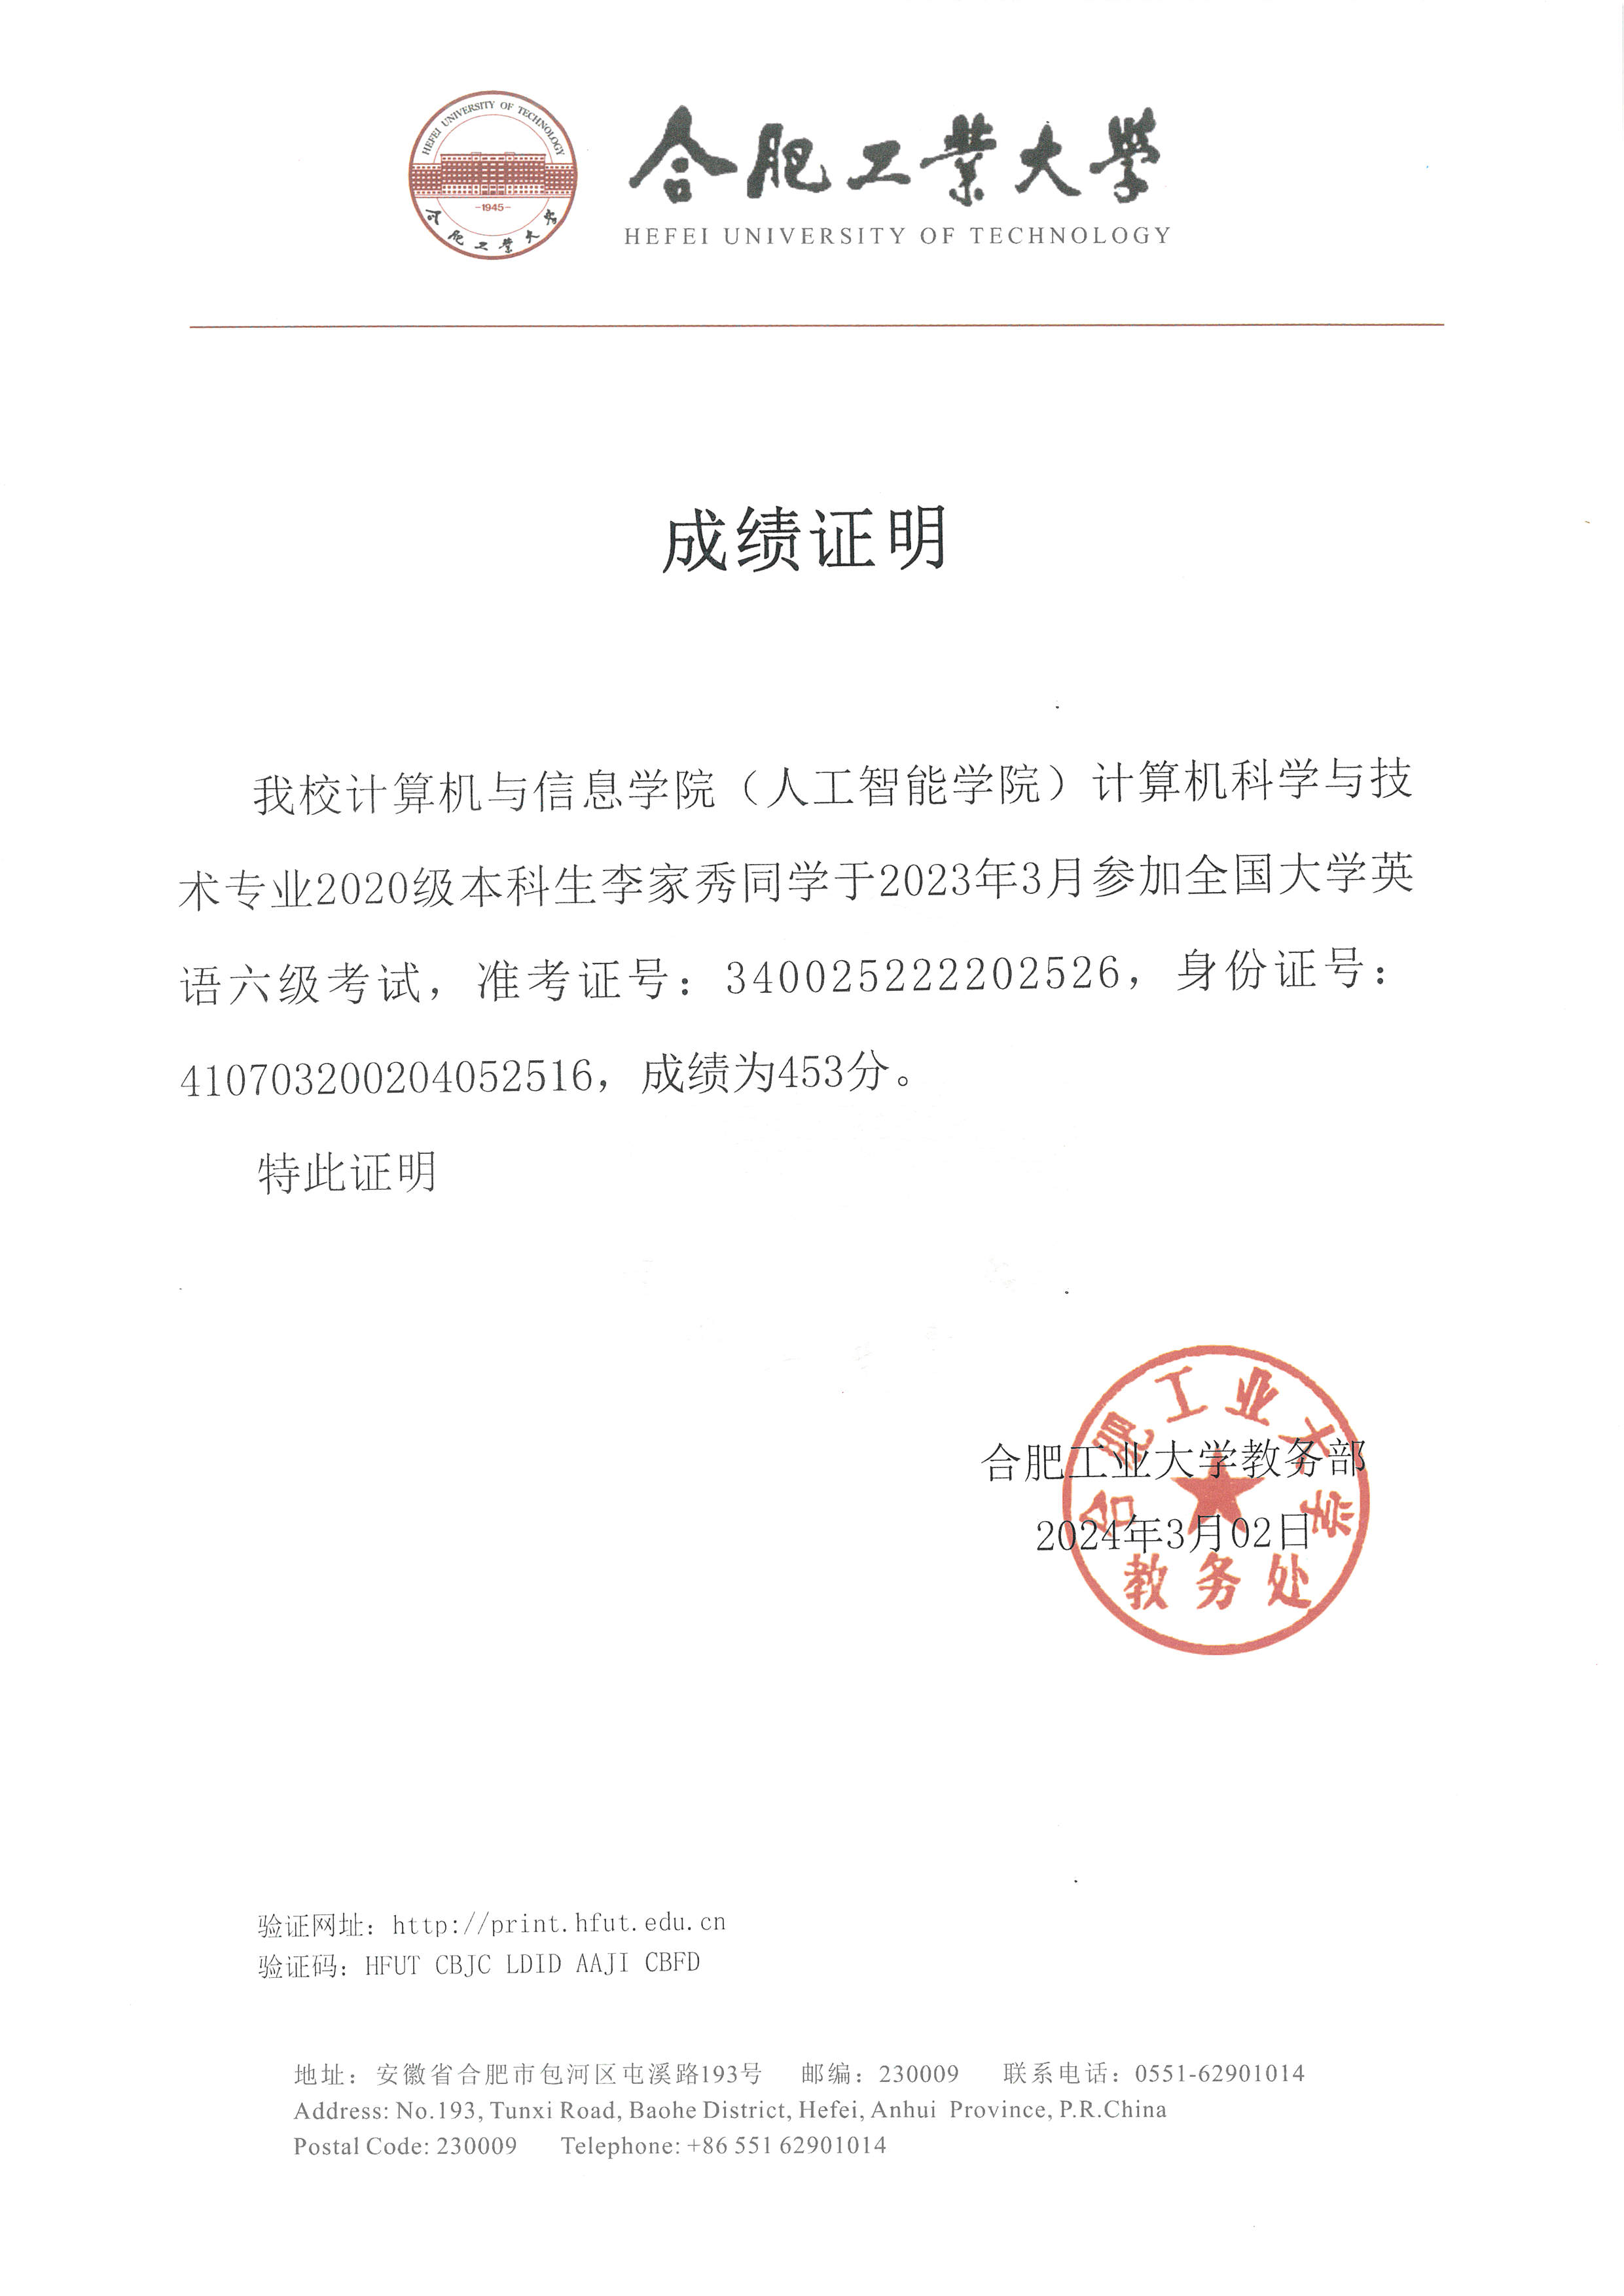 HEFEI UNIVERSITY OF TECHNOLOGY
-1945-
合肥工業大学
合肥工業大學
HEFEI UNIVERSITY OF TECHNOLOGY
成绩证明
我校计算机与信息学院（人工智能学院）计算机科学与技
术专业2020级本科生李家秀同学于2023年3月参加全国大学英
语六级考试，准考证号：340025222202526，身份证号：
410703200204052516，成绩为453分。
特此证明
合肥工业大学
合肥工业大学教务部
2024年3月02日
教务处
验证网址：http://print.hfut.edu.cn
验证码：HFUT CBJC LDID AAJI CBFD
地址：安徽省合肥市包河区屯溪路193号 邮编：230009 联系电话：0551-62901014
Address: No.193, Tunxi Road, Baohe District, Hefei, Anhui Province, P.R.China
Postal Code: 230009 Telephone: +86 551 62901014